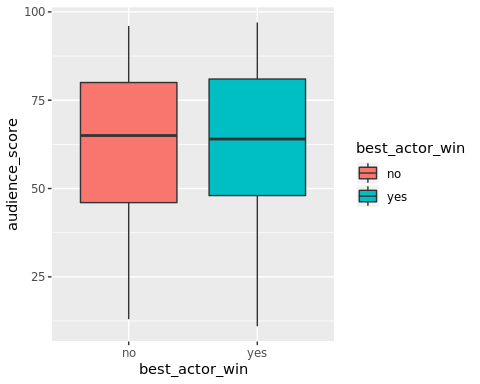 100
75
50
25
audience_score
no
yes
best_actor_win
best_actor_win
no
yes